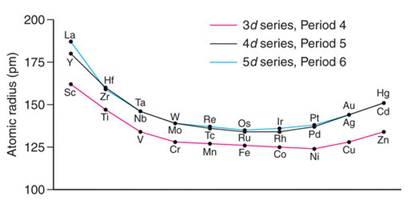 200
175
150
125
100
Atomic radius (pm)
3d series, Period 4
4d series, Period 5
5d series, Period 6
La
Y
Sc
Hf
Zr
Ti
Ta
Nb
V
W
Mo
Cr
Re
Tc
Mn
Os
Ru
Fe
Ir
Rh
Co
Pt
Pd
Ni
Au
Ag
Cu
Hg
Cd
Zn